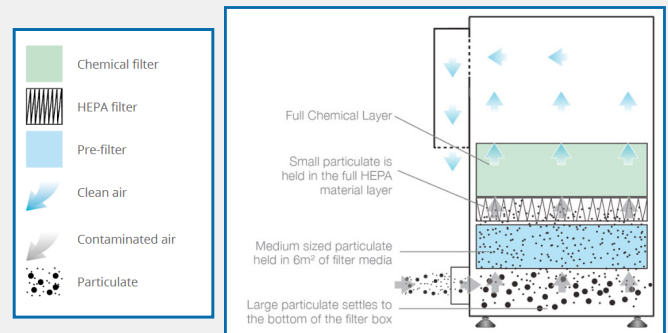 Chemical filter
HEPA filter
Pre-filter
Clean air
Contaminated air
Particulate
Full Chemical Layer
Small particulate is
held in the full HEPA
material layer
Medium sized particulate
held in 6m² of filter media
Large particulate settles to
the bottom of the filter box